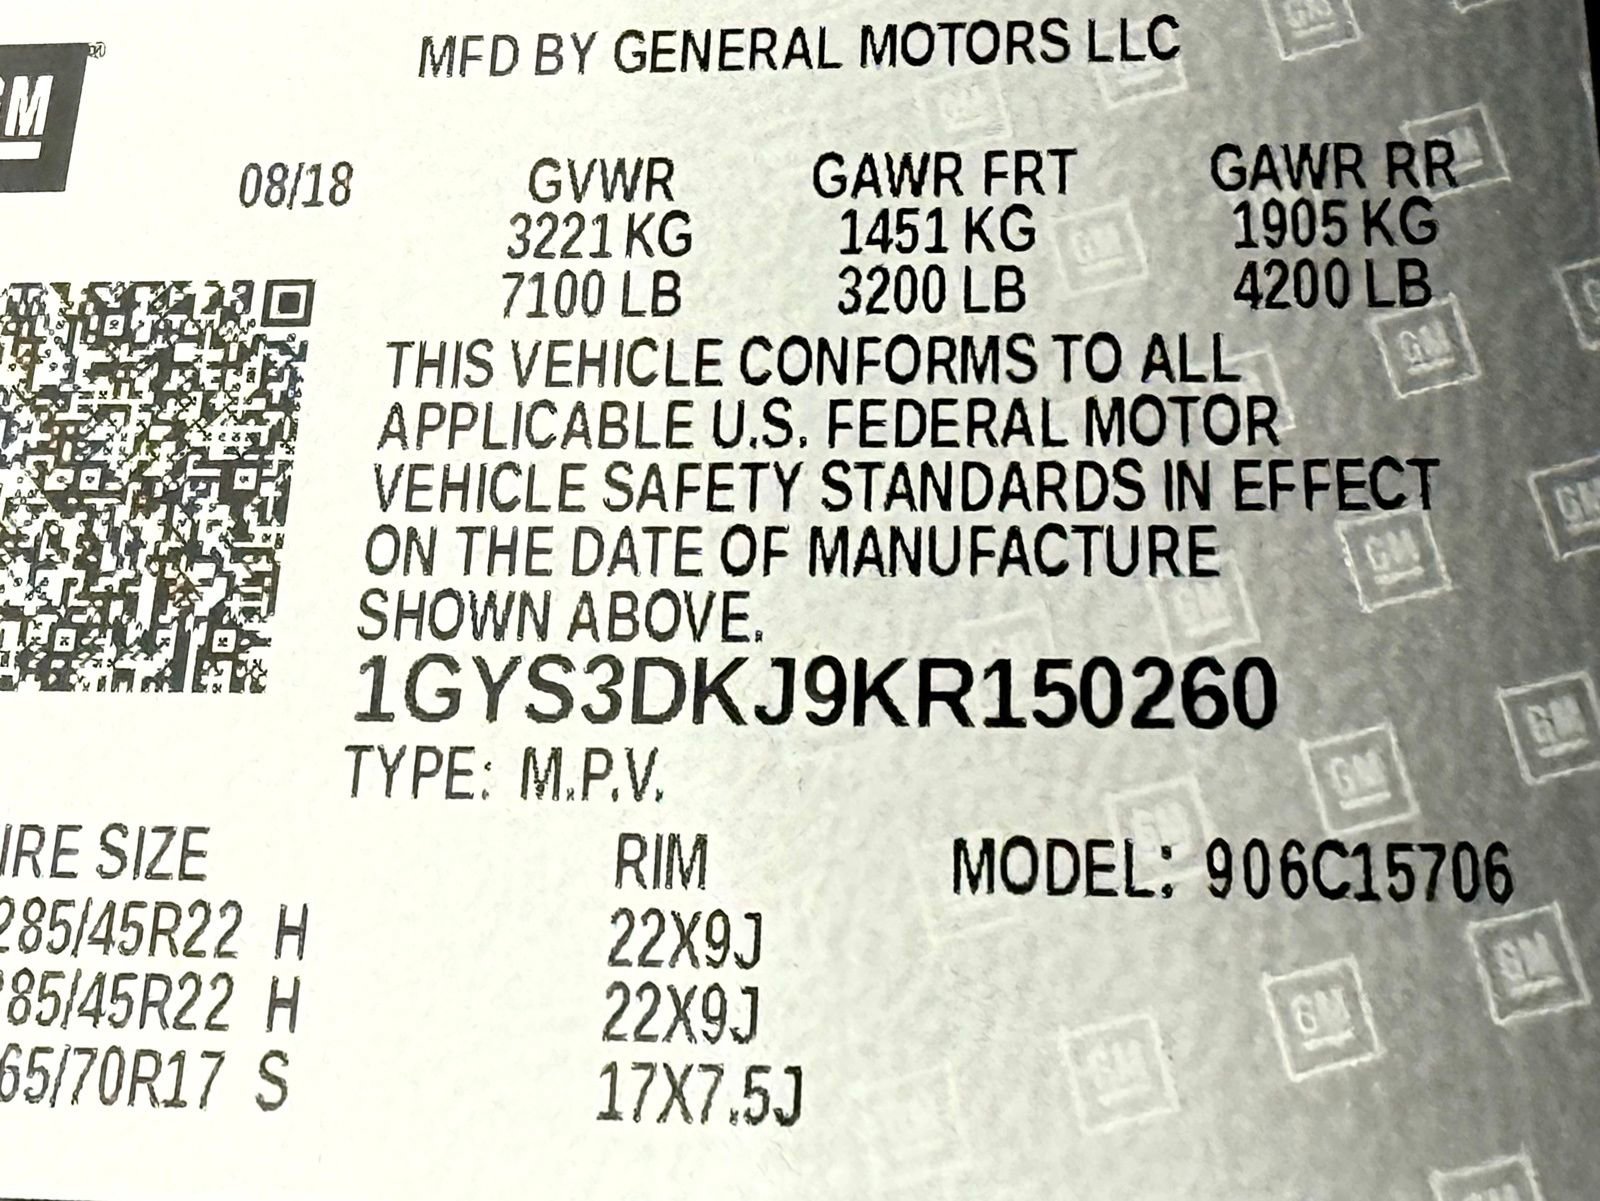 MFD BY GENERAL MOTORS LLC
GM
08/18 GVWR GAWR FRT GAWR RR
3221 KG 1451 KG 1905 KG
7100 LB 3200 LB 4200 LB
THIS VEHICLE CONFORMS TO ALL
APPLICABLE U.S. FEDERAL MOTOR
VEHICLE SAFETY STANDARDS IN EFFECT
ON THE DATE OF MANUFACTURE
SHOWN ABOVE.
1GYS3DKJ9KR150260
TYPE: M.P.V.
IRE SIZE RIM MODEL: 906C15706
285/45R22 H 22X9J
285/45R22 H 22X9J
65/70R17 S 17X7.5J